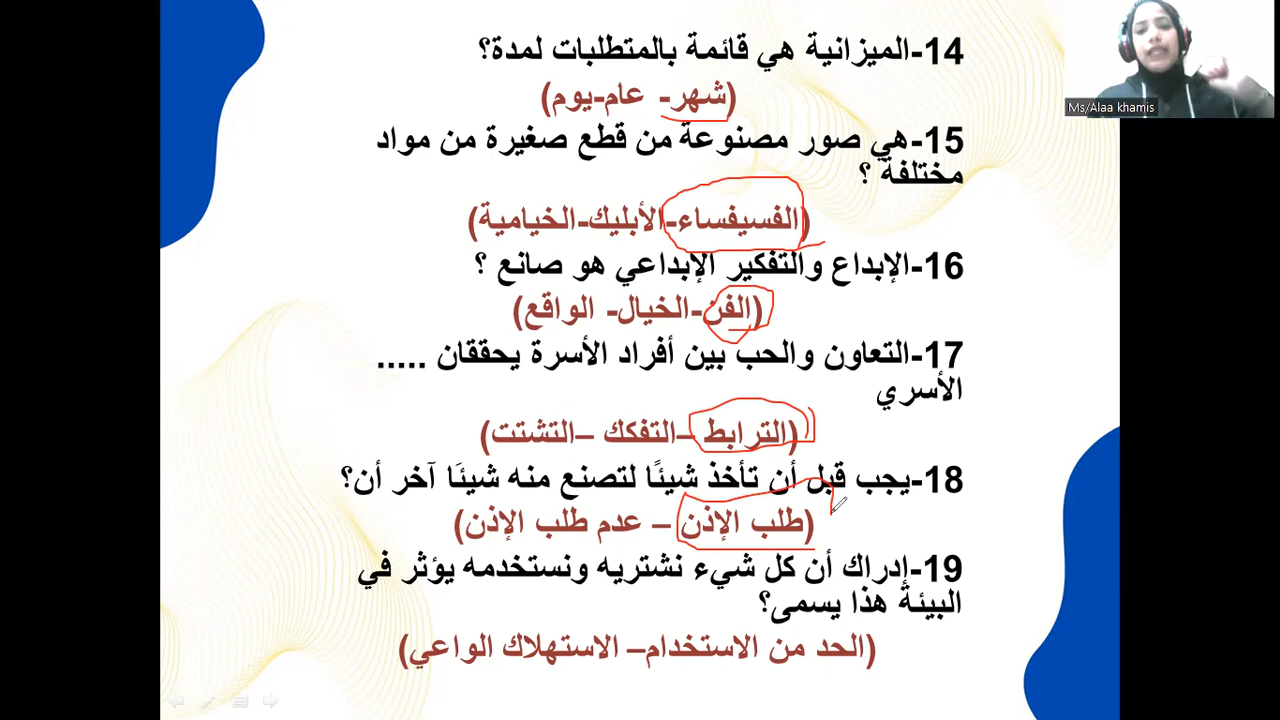 14-الميزانية هي قائمة بالمتطلبات لمدة؟
(شهر- عام-يوم)
15-هي صور مصنوعة من قطع صغيرة من مواد
مختلفة ؟
(الفسيفساء-الأبليك-الخيامية)
16-الإبداع والتفكير الإبداعي هو صانع ؟
(الفن-الخيال- الواقع)
17-التعاون والحب بين أفراد الأسرة يحققان .....
الأسري
(الترابط –التفكك –التشتت)
18-يجب قبل أن تأخذ شيئًا لتصنع منه شيئَا آخر أن؟
(طلب الإذن – عدم طلب الإذن)
19-إدراك أن كل شيء نشتريه ونستخدمه يؤثر في
البيئة هذا يسمى؟
(الحد من الاستخدام– الاستهلاك الواعي)
Ms/Alaa khamis